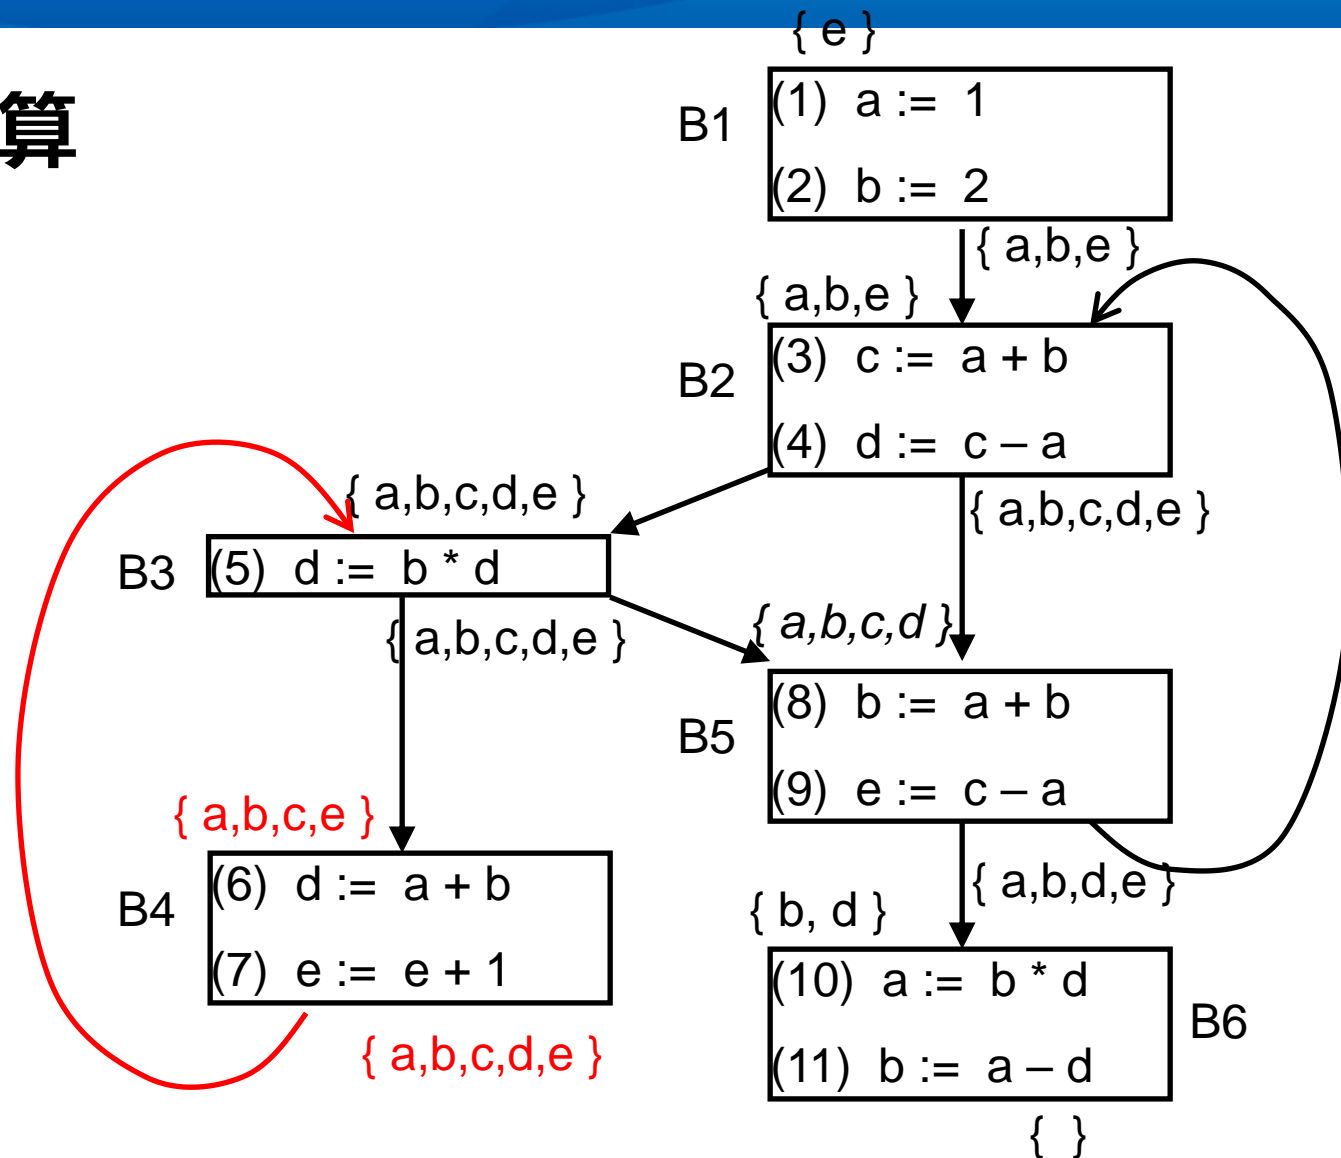 { e }
算
B1
(1) a := 1
(2) b := 2
{ a,b,e }
{ a,b,e }
B2
(3) c := a + b
(4) d := c – a
{ a,b,c,d,e }
{ a,b,c,d,e }
B3
(5) d := b * d
{ a,b,c,d,e }
{ a,b,c,d }
B5
(8) b := a + b
(9) e := c – a
{ a,b,c,e }
B4
(6) d := a + b
(7) e := e + 1
{ a,b,c,d,e }
{ a,b,d,e }
{ b, d }
(10) a := b * d
(11) b := a – d
B6
{ }